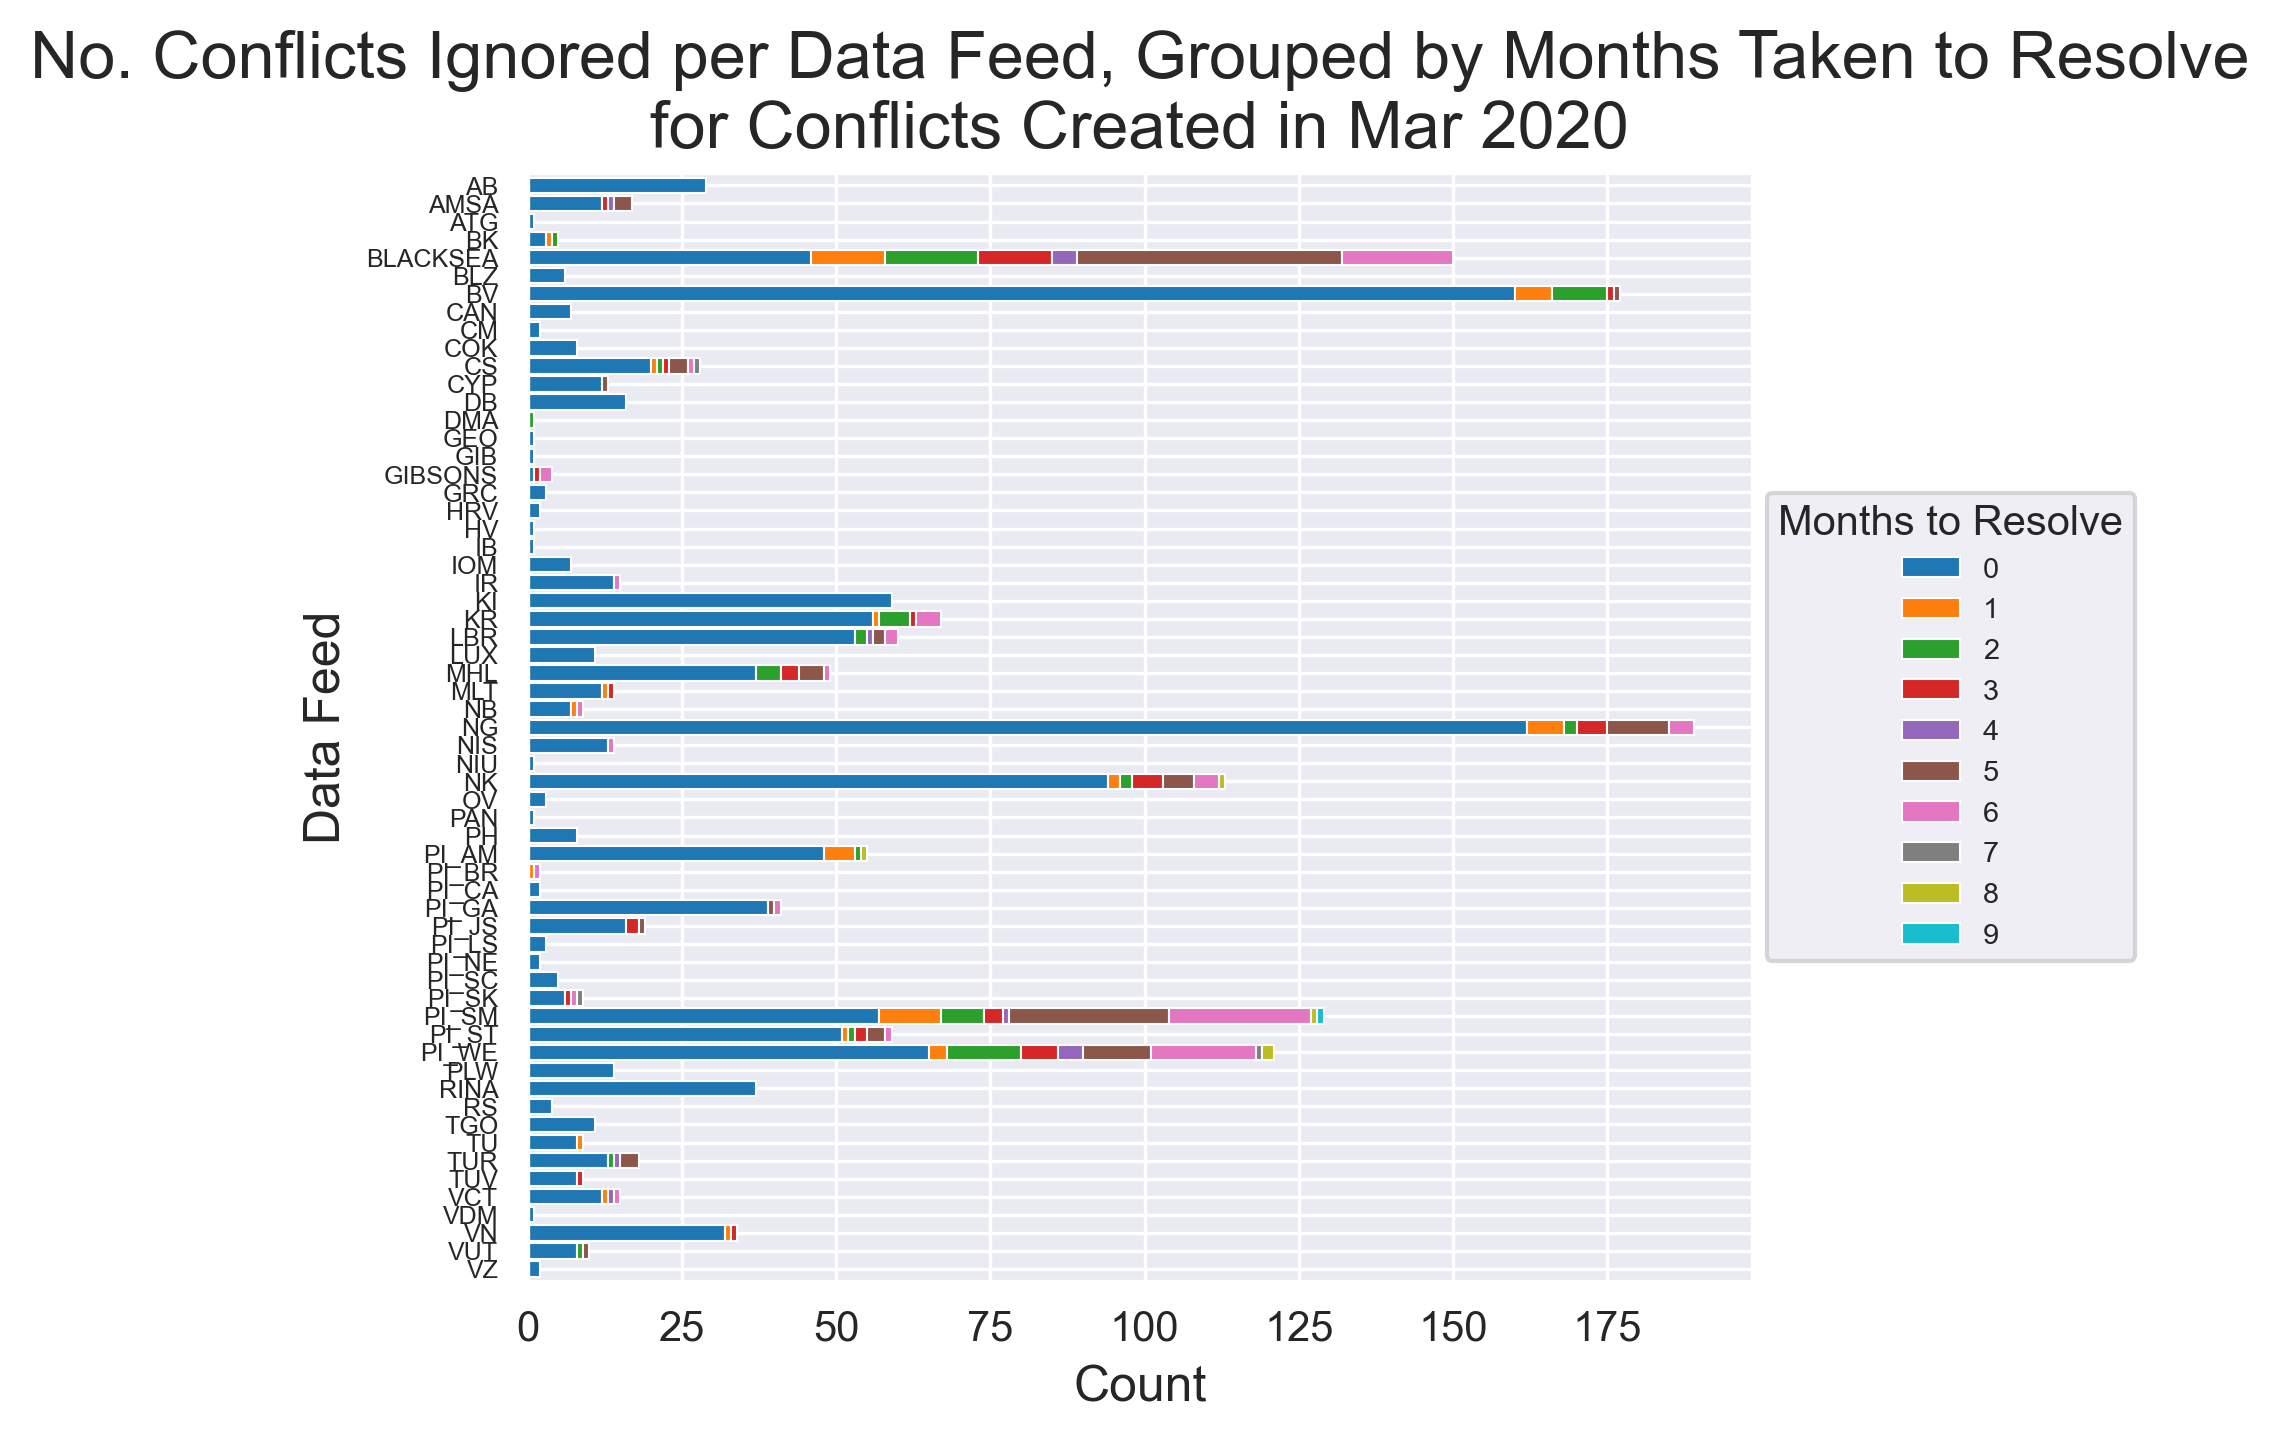 No. Conflicts Ignored per Data Feed, Grouped by Months Taken to Resolve
for Conflicts Created in Mar 2020
AB
AMSA
ATG
BK
BLACKSEA
BLZ
BV
CAN
CM
COK
CS
CYP
DB
DMA
GEO
GIB
GIBSONS
GRC
HRV
HV
IB
IOM
IR
KI
KR
LBR
LUX
MHL
MLT
NB
NG
NIS
NIU
NK
OV
PAN
PH
PI_AM
PI_BR
PI_CA
PI_GA
PI_JS
PI_LS
PI_NE
PI_SC
PI_SK
PI_SM
PI_ST
PI_WE
PLW
RINA
RS
TGO
TU
TUR
TUV
VCT
VDM
VN
VUT
VZ
Data Feed
0 25 50 75 100 125 150 175
Count
Months to Resolve
0
1
2
3
4
5
6
7
8
9